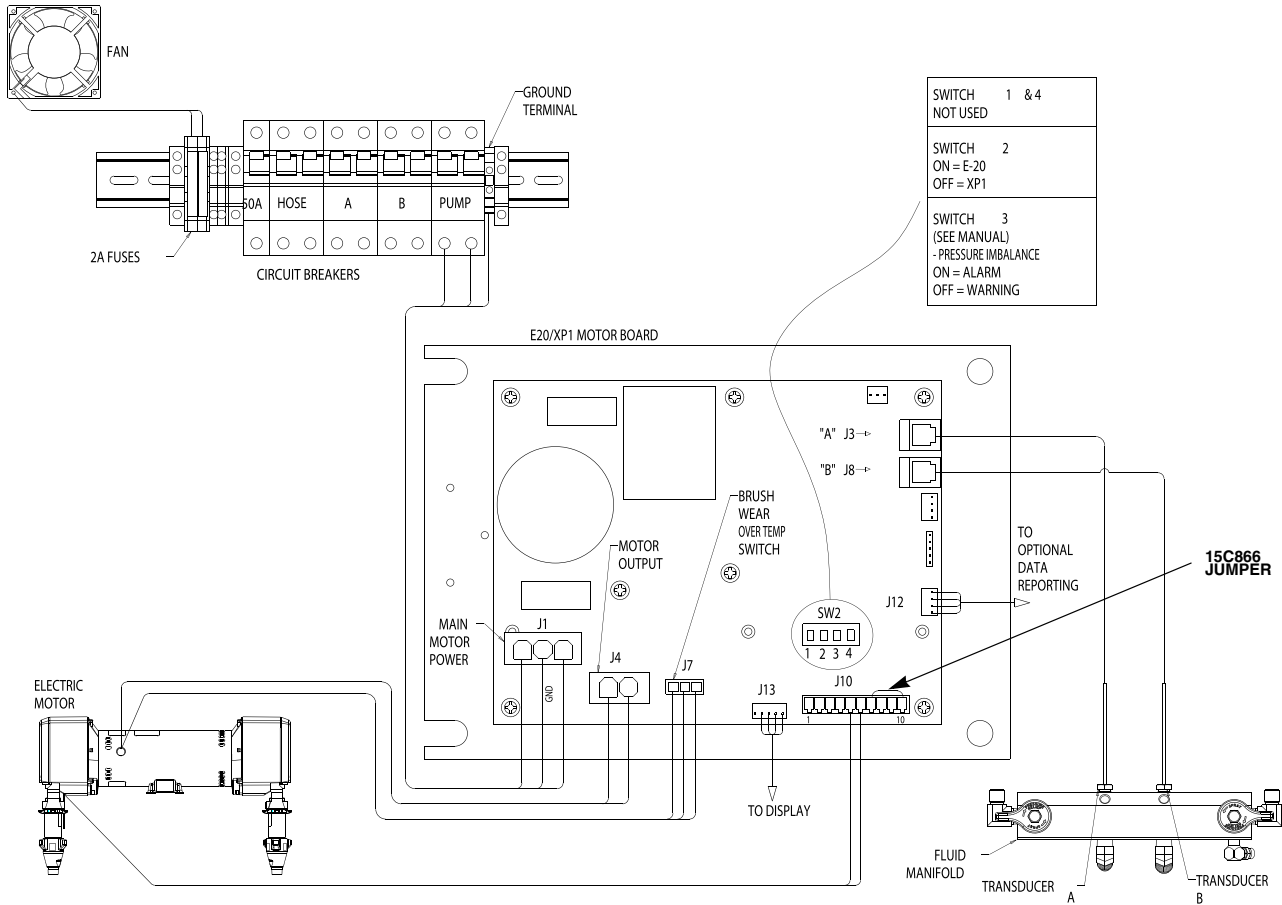 FAN
GROUND
TERMINAL
50A HOSE A B PUMP
2A FUSES
CIRCUIT BREAKERS
SWITCH 1 & 4
NOT USED
SWITCH 2
ON = E-20
OFF = XP1
SWITCH 3
(SEE MANUAL)
- PRESSURE IMBALANCE
ON = ALARM
OFF = WARNING
E20/XP1 MOTOR BOARD
"A" J3
"B" J8
BRUSH
WEAR
OVER TEMP
SWITCH
MOTOR
OUTPUT
TO
OPTIONAL
DATA
REPORTING
15C866
JUMPER
J12
SW2
1 2 3 4
MAIN
MOTOR
POWER
J1
GND
J4
J7
J13
J10
1 10
ELECTRIC
MOTOR
TO DISPLAY
FLUID
MANIFOLD
TRANSDUCER
A
TRANSDUCER
B